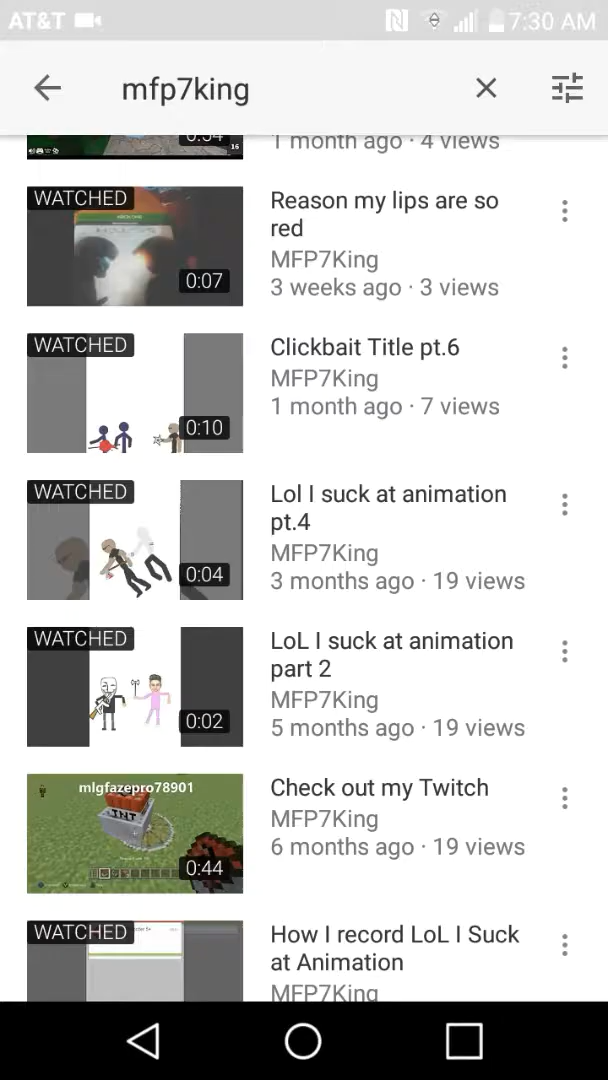 AT&T 7:30 AM
mfp7king
0:54
1 month ago · 4 views
WATCHED
Reason my lips are so
red
MFP7King
3 weeks ago · 3 views
0:07
WATCHED
Clickbait Title pt.6
MFP7King
1 month ago · 7 views
0:10
WATCHED
Lol I suck at animation
pt.4
MFP7King
3 months ago · 19 views
0:04
WATCHED
LoL I suck at animation
part 2
MFP7King
5 months ago · 19 views
0:02
mlgfazepro78901
TNT
Check out my Twitch
MFP7King
6 months ago · 19 views
0:44
WATCHED
How I record LoL I Suck
at Animation
MFP7King